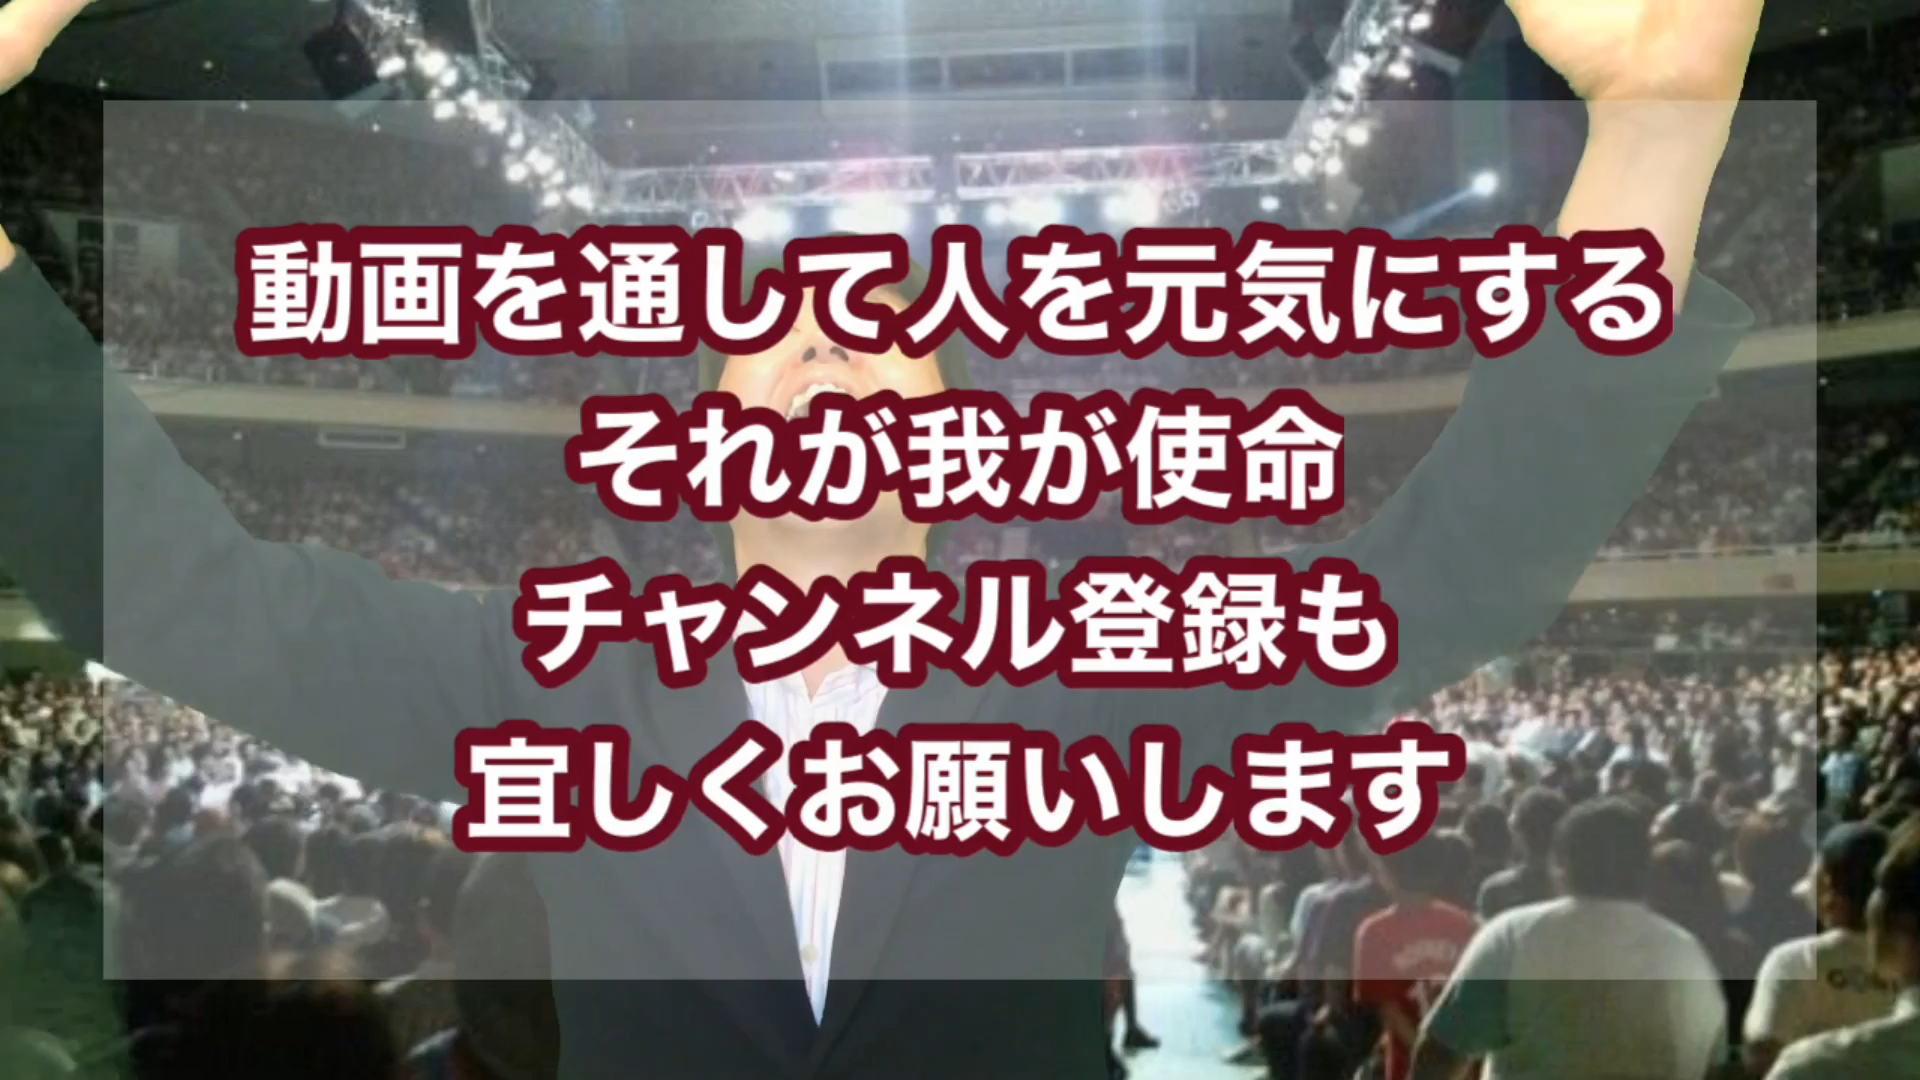 動画を通して人を元気にする
それが我が使命
チャンネル登録も
宜しくお願いします